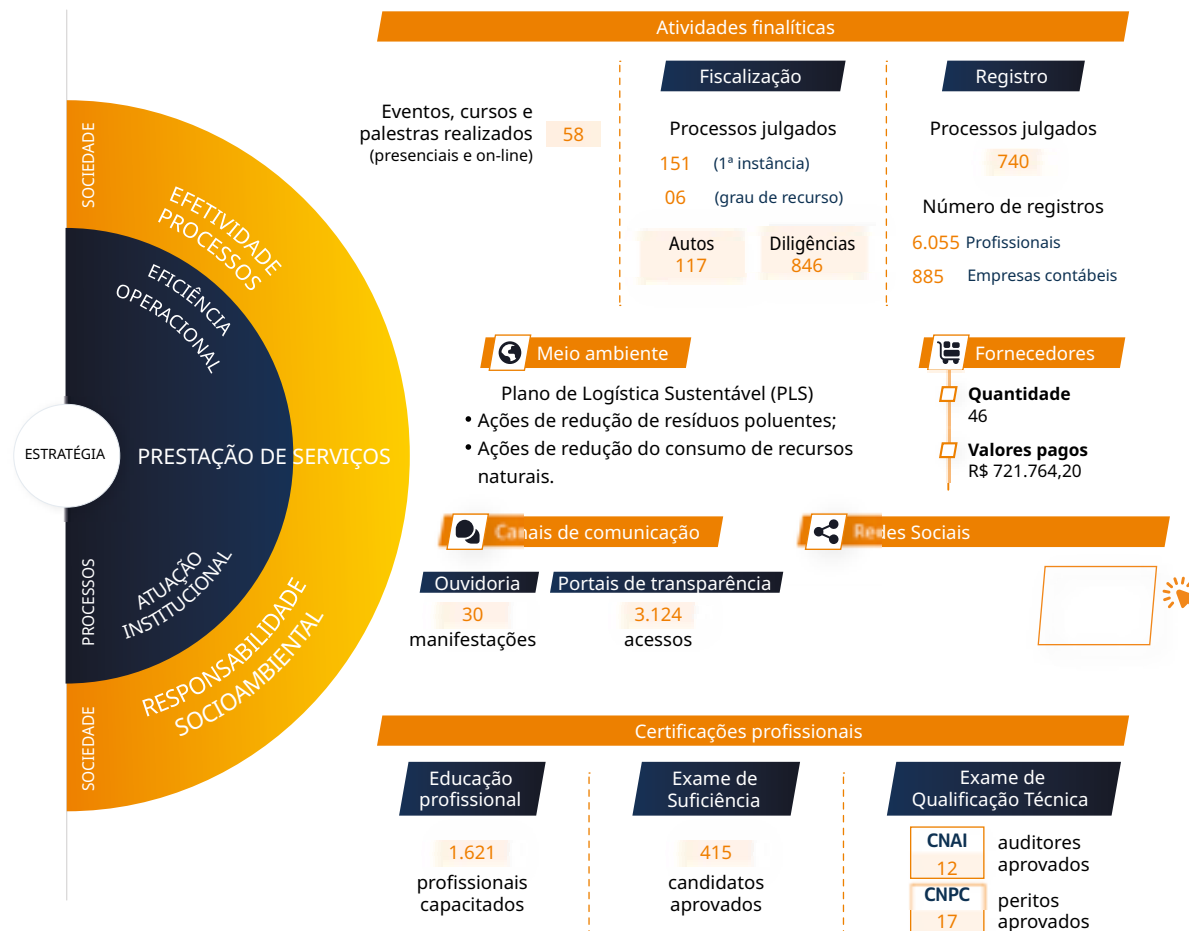 Atividades finalíticas
Eventos, cursos e
palestras realizados
(presenciais e on-line)
58
Fiscalização
Processos julgados
151 (1ª instância)
06 (grau de recurso)
Autos
117
Diligências
846
Registro
Processos julgados
740
Número de registros
6.055 Profissionais
885 Empresas contábeis
SOCIEDADE
EFETIVIDADE
PROCESSOS
EFICIÊNCIA
OPERACIONAL
ESTRATÉGIA
PRESTAÇÃO DE SERVIÇOS
PROCESSOS
ATUAÇÃO
INSTITUCIONAL
RESPONSABILIDADE
SOCIOAMBIENTAL
SOCIEDADE
Meio ambiente
Plano de Logística Sustentável (PLS)
• Ações de redução de resíduos poluentes;
• Ações de redução do consumo de recursos
naturais.
Fornecedores
Quantidade
46
Valores pagos
R$ 721.764,20
Canais de comunicação
Ouvidoria
30
manifestações
Portais de transparência
3.124
acessos
Redes Sociais
Certificações profissionais
Educação
profissional
1.621
profissionais
capacitados
Exame de
Suficiência
415
candidatos
aprovados
Exame de
Qualificação Técnica
CNAI
12
auditores
aprovados
CNPC
17
peritos
aprovados